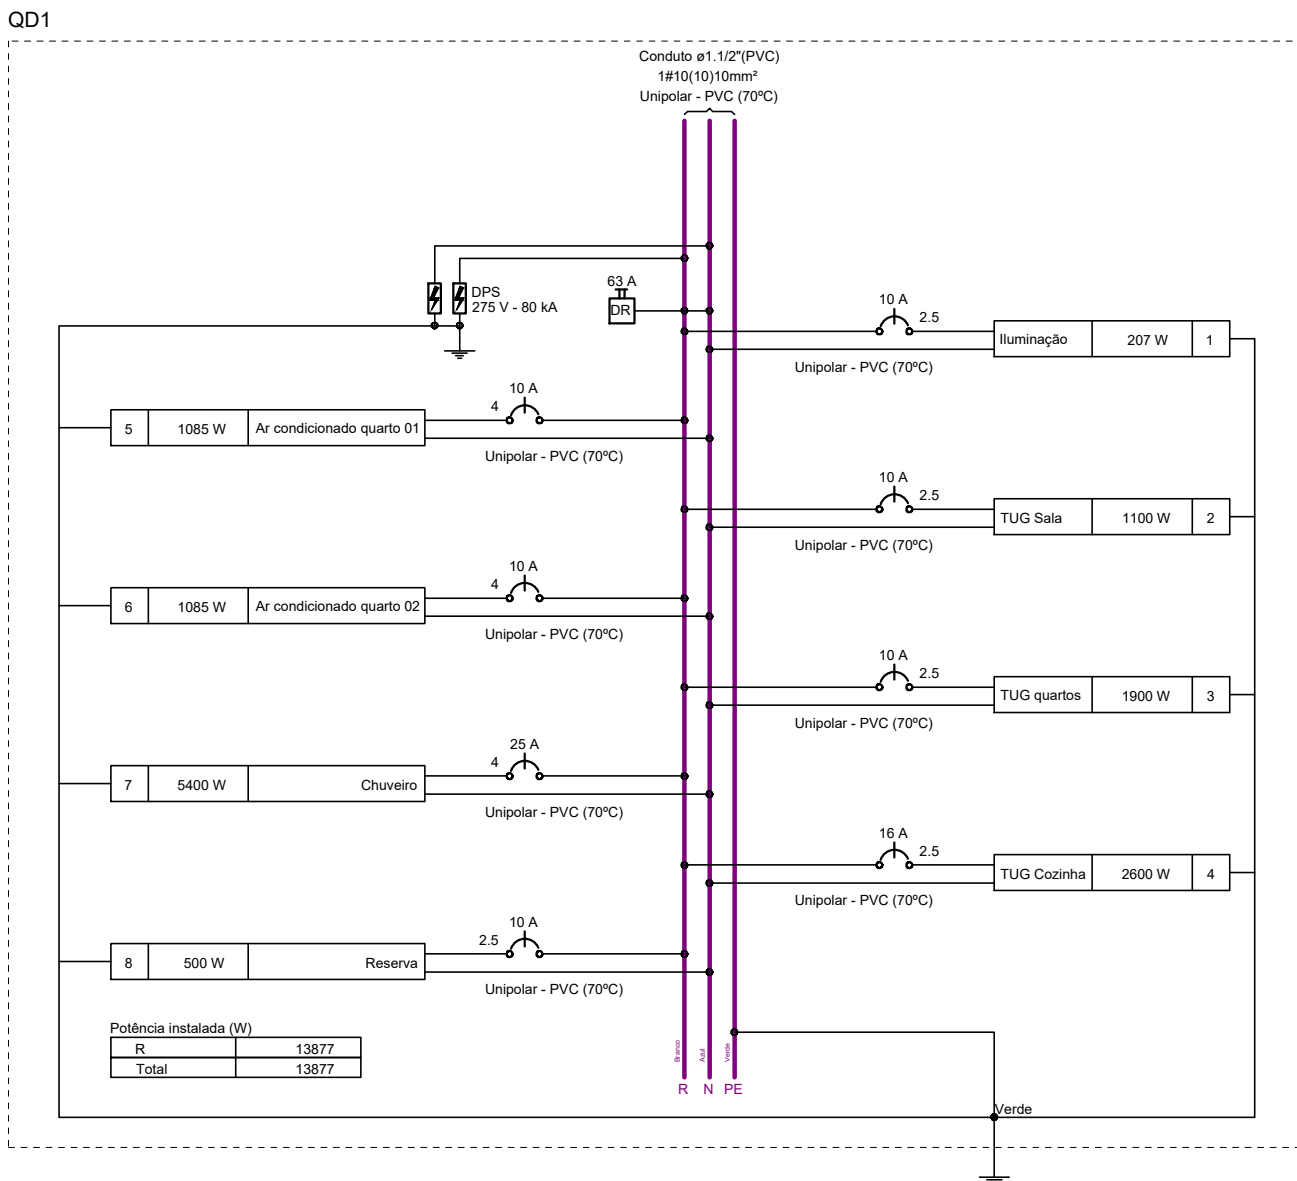 QD1
Conduto ø1.1/2"(PVC)
1#10(10)10mm²
Unipolar - PVC (70ºC)
DPS
275 V - 80 kA
63 A
DR
10 A
2.5
Iluminação 207 W 1
Unipolar - PVC (70ºC)
10 A
4
5 1085 W Ar condicionado quarto 01
Unipolar - PVC (70ºC)
10 A
2.5
TUG Sala 1100 W 2
Unipolar - PVC (70ºC)
10 A
4
6 1085 W Ar condicionado quarto 02
Unipolar - PVC (70ºC)
10 A
2.5
TUG quartos 1900 W 3
Unipolar - PVC (70ºC)
25 A
4
7 5400 W Chuveiro
Unipolar - PVC (70ºC)
16 A
2.5
TUG Cozinha 2600 W 4
Unipolar - PVC (70ºC)
10 A
2.5
8 500 W Reserva
Unipolar - PVC (70ºC)
Potência instalada (W)
R 13877
Total 13877
Branco
Azul
Verde
R N PE
Verde